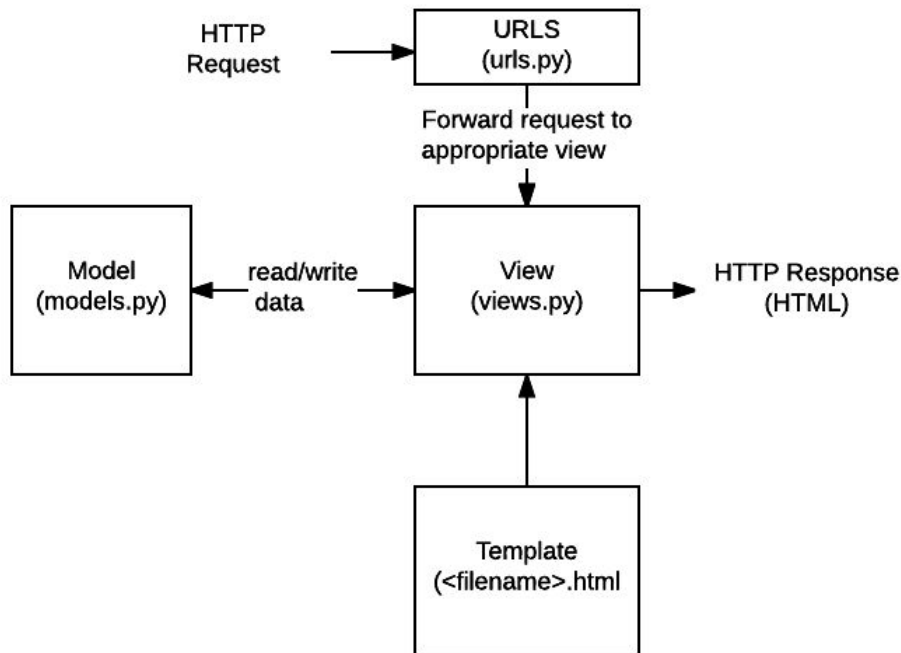 HTTP
Request
URLS
(urls.py)
Forward request to
appropriate view
Model
(models.py)
read/write
data
View
(views.py)
HTTP Response
(HTML)
Template
(<filename>.html